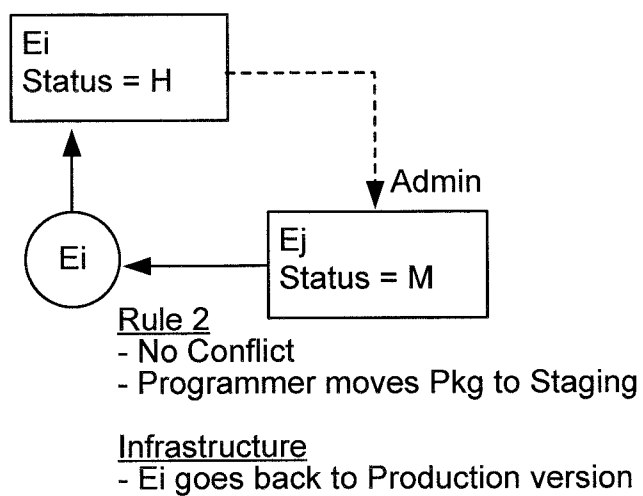 Ei
Status = H
Admin
Ei
Ej
Status = M
Rule 2
- No Conflict
- Programmer moves Pkg to Staging
Infrastructure
- Ei goes back to Production version